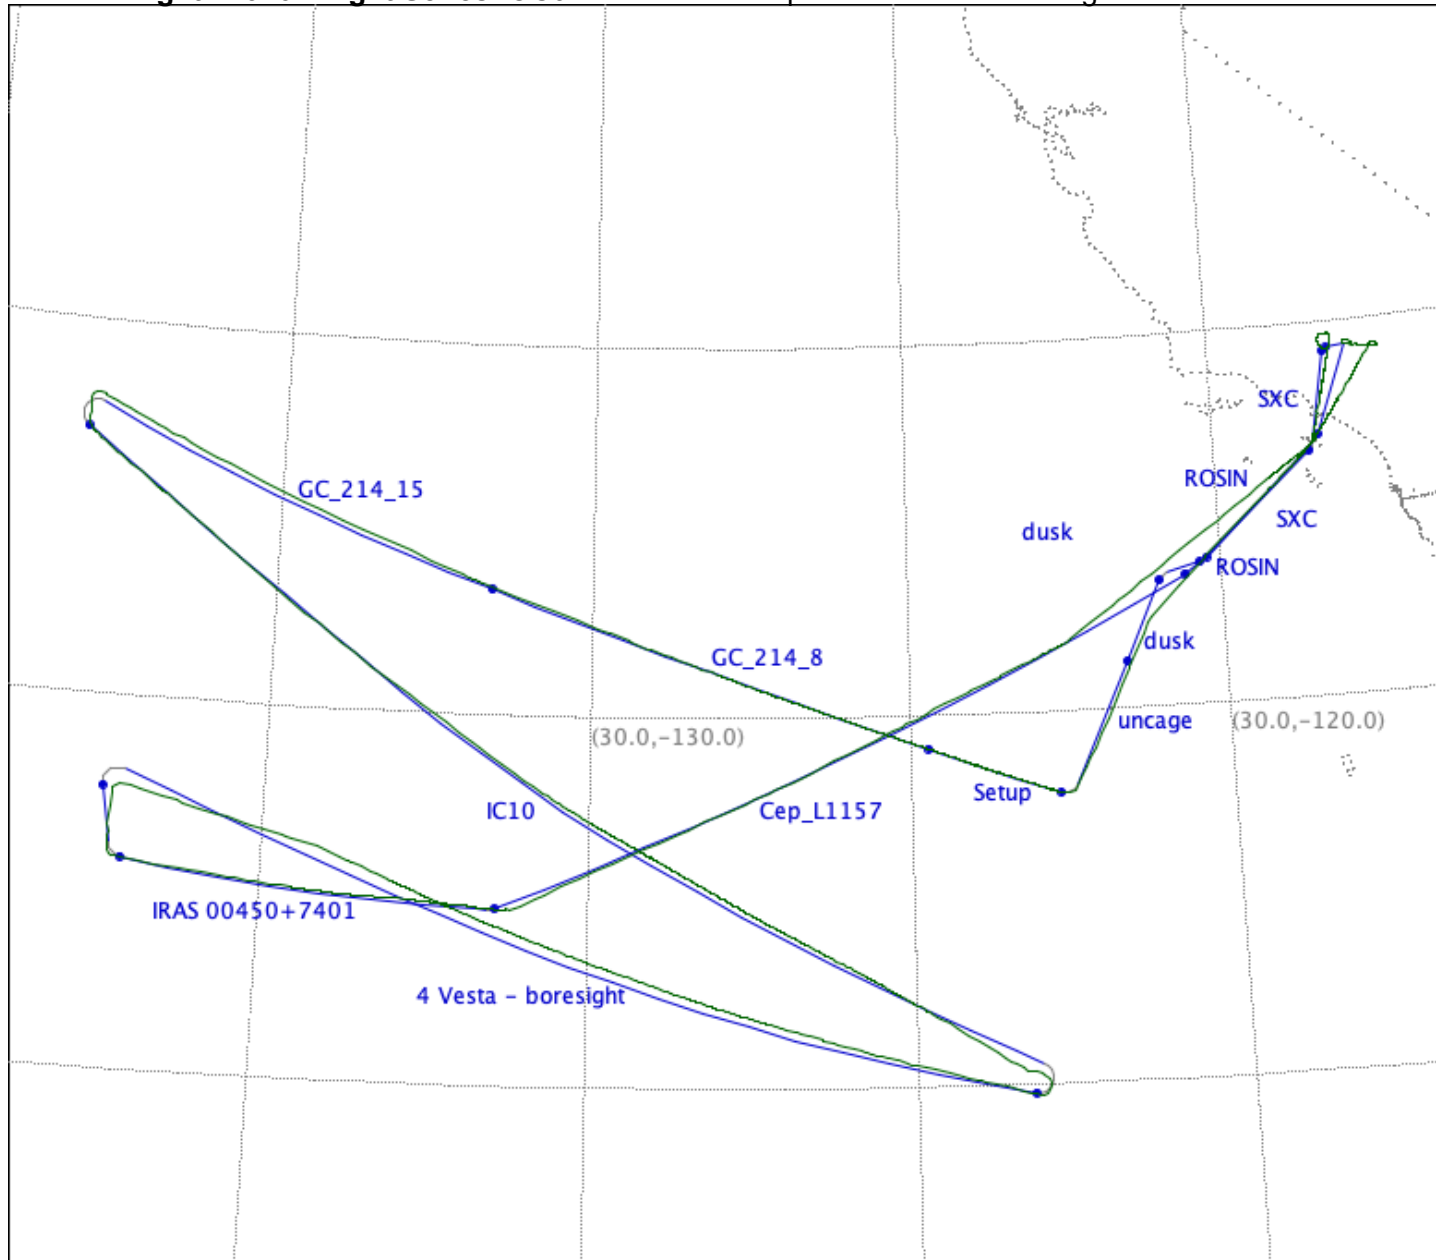 SXC
ROSIN
GC_214_15
SXC
dusk
ROSIN
dusk
GC_214_8
uncage
(30.0,-120.0)
(30.0,-130.0)
Setup
IC10
Cep_L1157
IRAS 00450+7401
4 Vesta - boresight